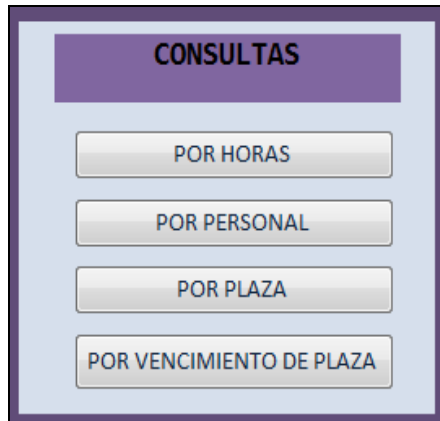 CONSULTAS
POR HORAS
POR PERSONAL
POR PLAZA
POR VENCIMIENTO DE PLAZA